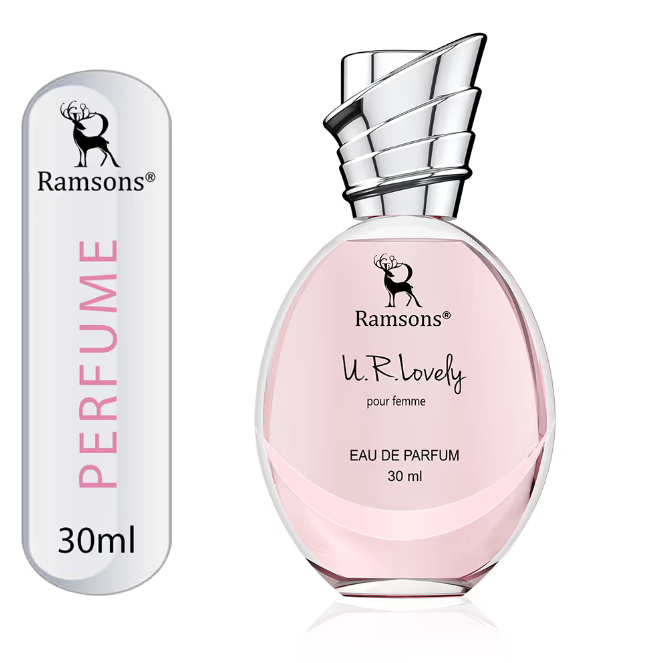 Ramsons®
PERFUME
30ml
Ramsons®
U.R.Lovely
pour femme
EAU DE PARFUM
30 ml